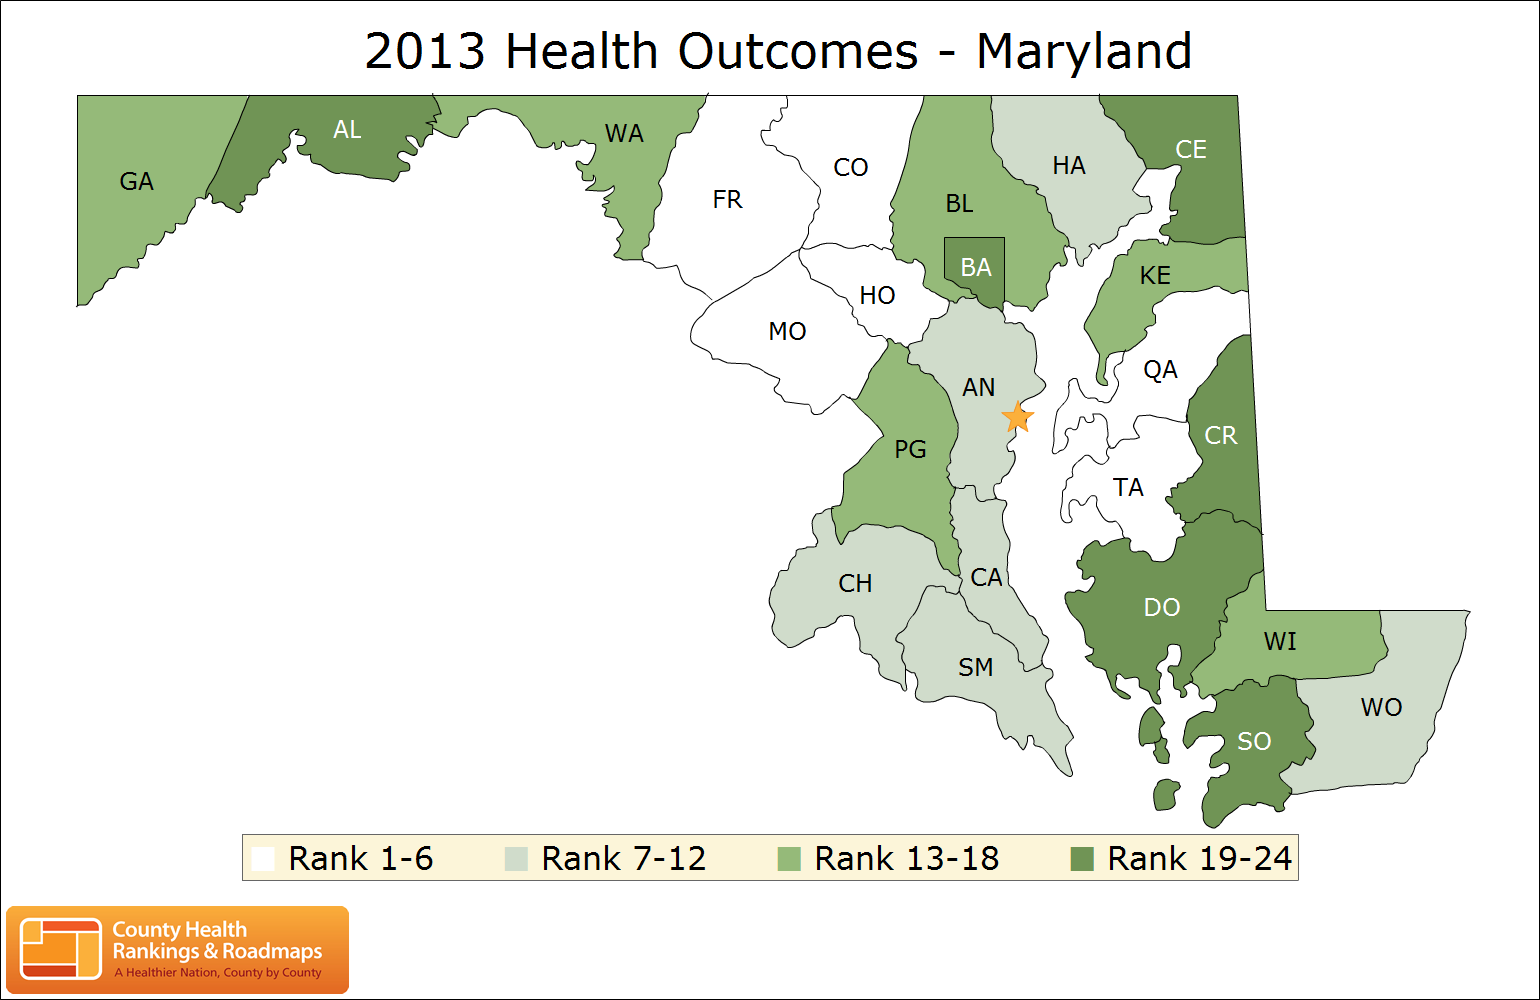 2013 Health Outcomes - Maryland
GA
AL
WA
FR
CO
BL
HA
CE
BA
KE
HO
MO
QA
AN
CR
PG
TA
CH
CA
DO
WI
SM
WO
SO
Rank 1-6 Rank 7-12 Rank 13-18 Rank 19-24
County Health
Rankings & Roadmaps
A Healthier Nation, County by County